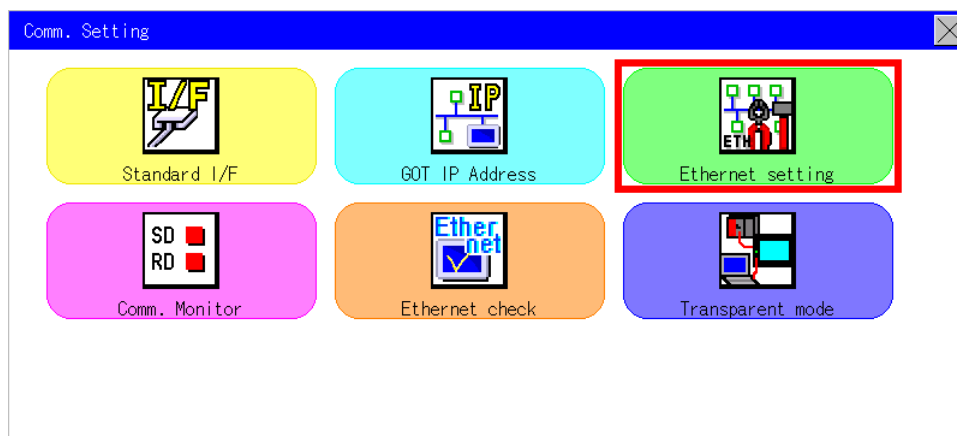 Comm. Setting
I/F
IP
ETH
Standard I/F
GOT IP Address
Ethernet setting
SD
RD
Ether
net
Comm. Monitor
Ethernet check
Transparent mode